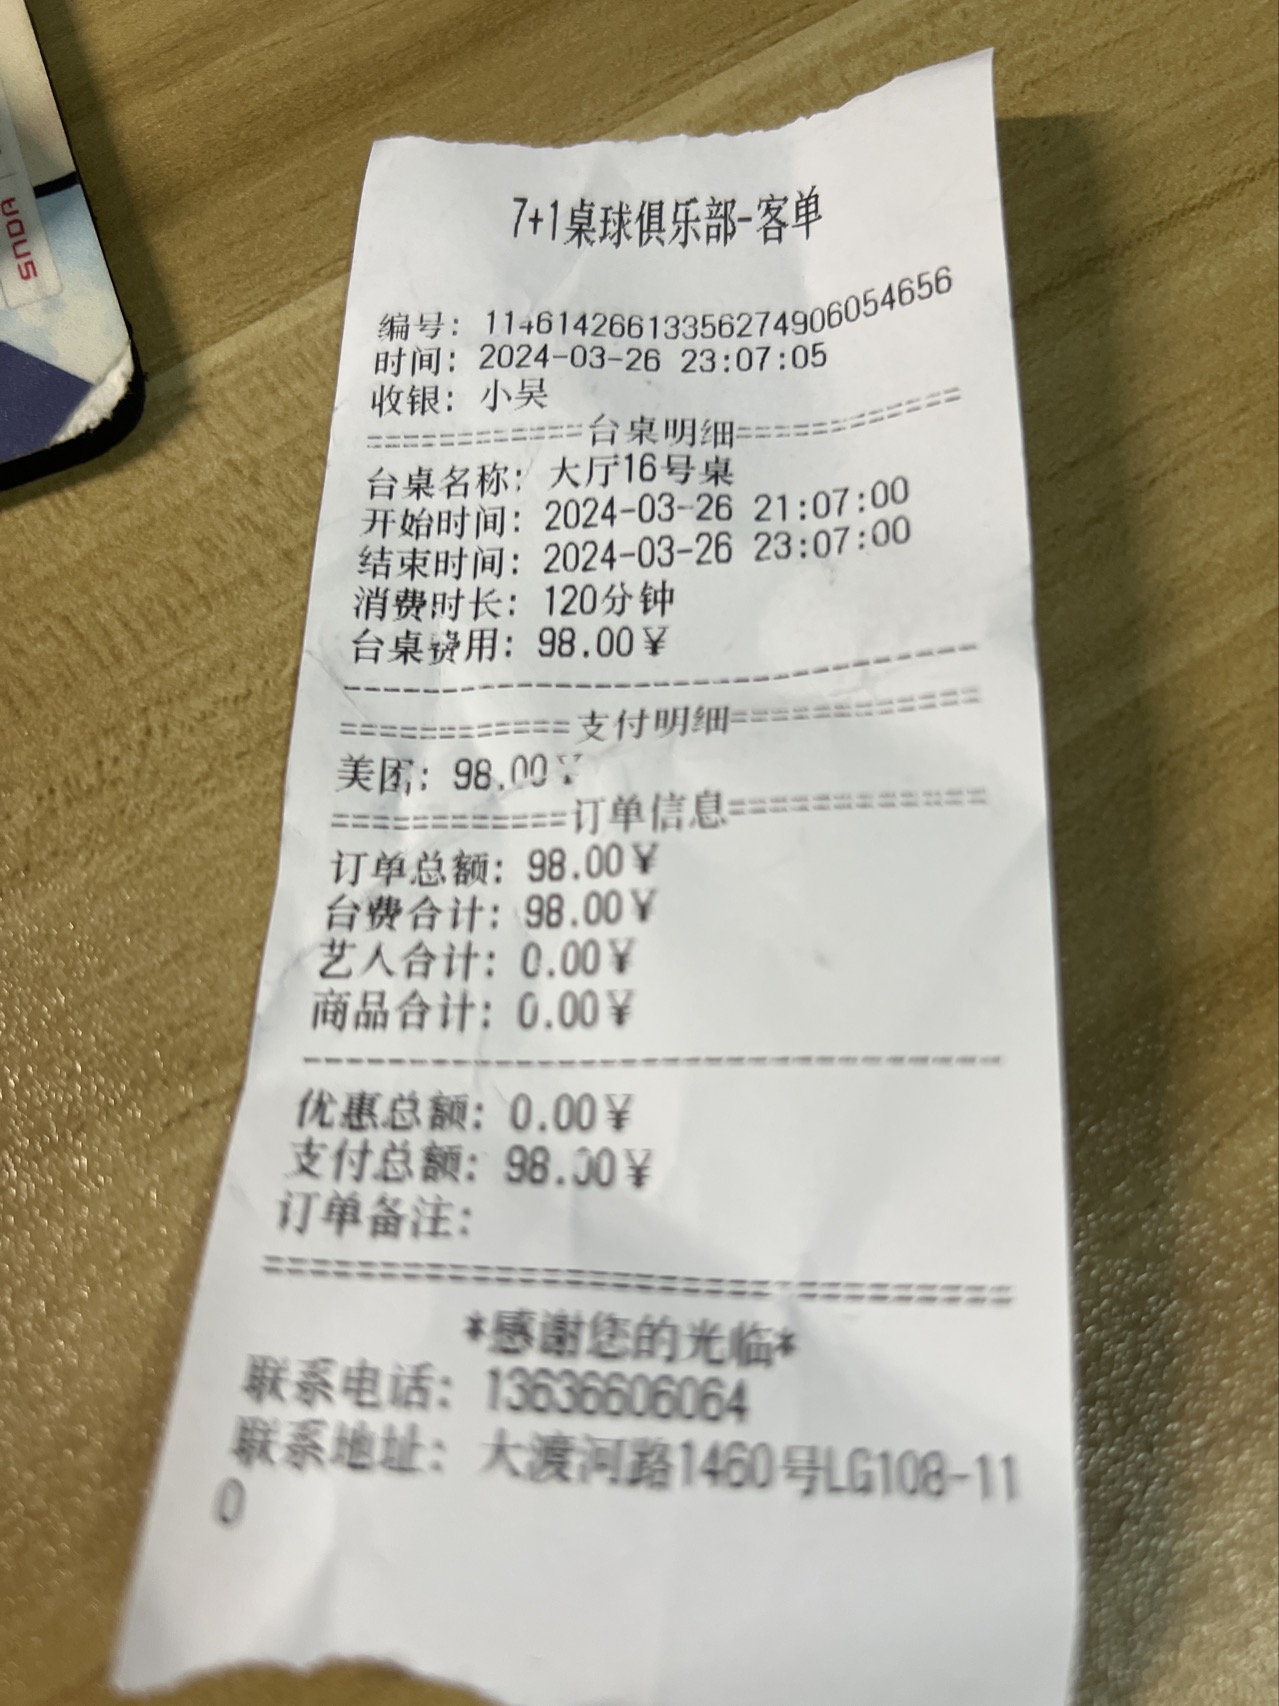 SNDA
7+1桌球俱乐部-客单
编号: 1146142661335627490​6054656
时间: 2024-03-26 23:07:05
收银: 小昊
============台桌明细============
台桌名称: 大厅16号桌
开始时间: 2024-03-26 21:07:00
结束时间: 2024-03-26 23:07:00
消费时长: 120分钟
台桌费用: 98.00¥
--------------------------------
============支付明细============
美团: 98.00¥
============订单信息============
订单总额: 98.00¥
台费合计: 98.00¥
艺人合计: 0.00¥
商品合计: 0.00¥
--------------------------------
优惠总额: 0.00¥
支付总额: 98.00¥
订单备注:
================================
*感谢您的光临*
联系电话: 13636606064
联系地址: 大渡河路1460号LG108-11
0